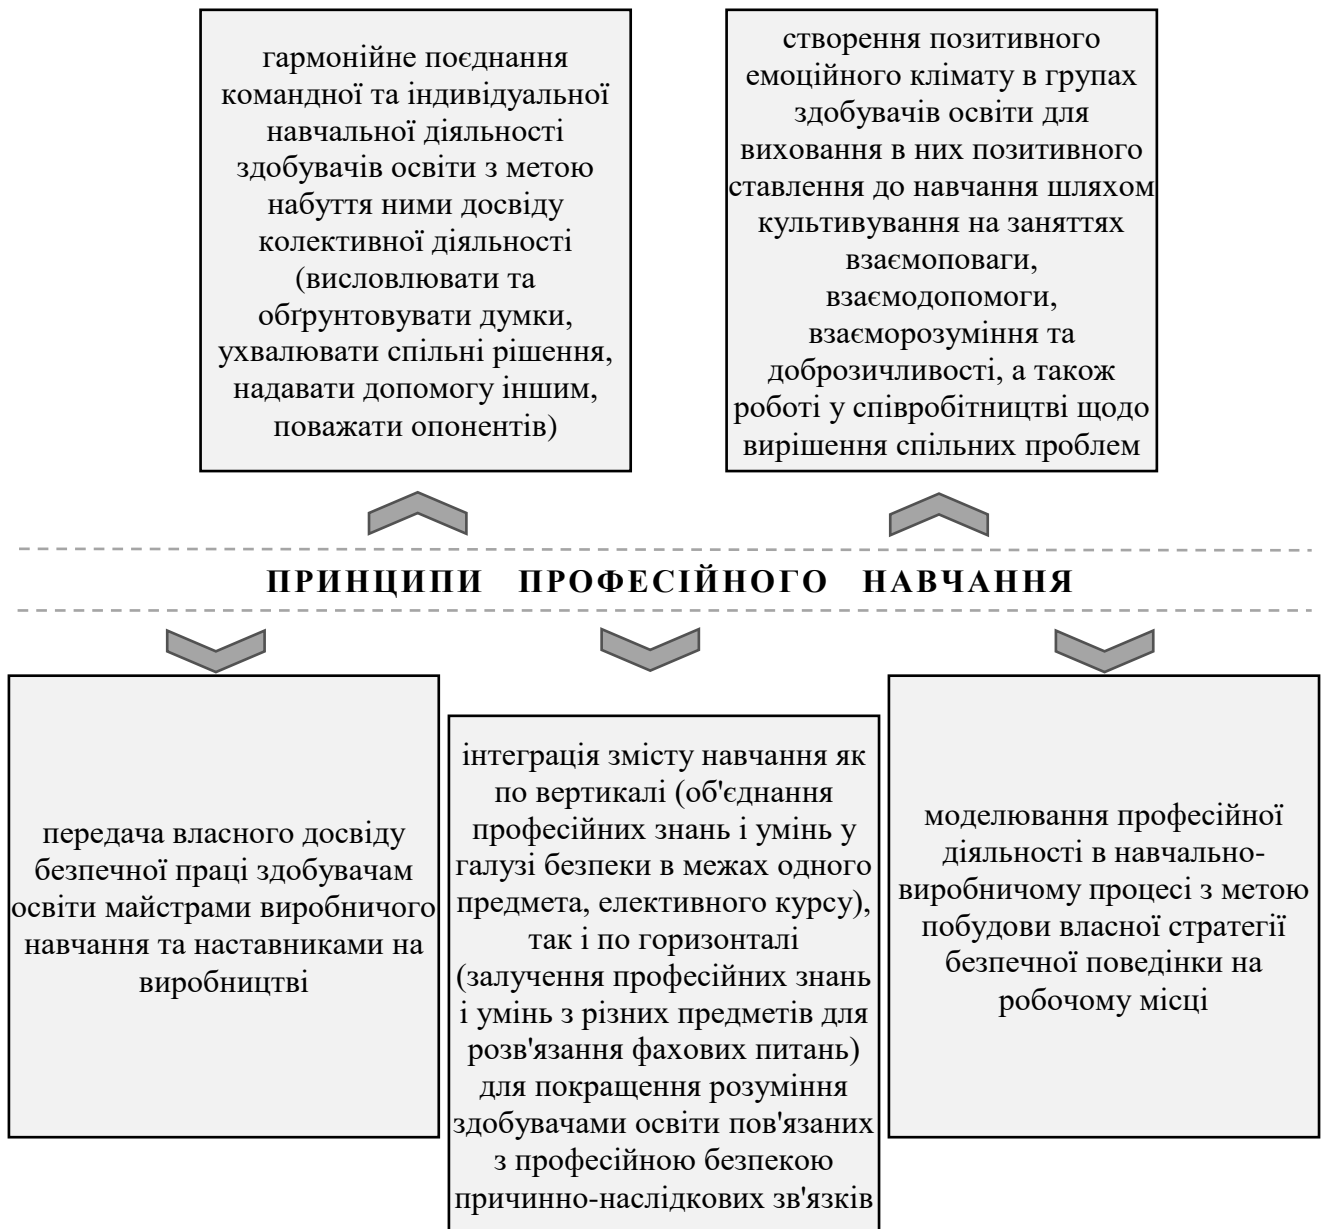 гармонійне поєднання
командної та індивідуальної
навчальної діяльності
здобувачів освіти з метою
набуття ними досвіду
колективної діяльності
(висловлювати та
обґрунтовувати думки,
ухвалювати спільні рішення,
надавати допомогу іншим,
поважати опонентів)
створення позитивного
емоційного клімату в групах
здобувачів освіти для
виховання в них позитивного
ставлення до навчання шляхом
культивування на заняттях
взаємоповаги,
взаємодопомоги,
взаєморозуміння та
доброзичливості, а також
роботі у співробітництві щодо
вирішення спільних проблем
ПРИНЦИПИ ПРОФЕСІЙНОГО НАВЧАННЯ
передача власного досвіду
безпечної праці здобувачам
освіти майстрами виробничого
навчання та наставниками на
виробництві
інтеграція змісту навчання як
по вертикалі (об'єднання
професійних знань і умінь у
галузі безпеки в межах одного
предмета, елективного курсу),
так і по горизонталі
(залучення професійних знань
і умінь з різних предметів для
розв'язання фахових питань)
для покращення розуміння
здобувачами освіти пов'язаних
з професійною безпекою
причинно-наслідкових зв'язків
моделювання професійної
діяльності в навчально-
виробничому процесі з метою
побудови власної стратегії
безпечної поведінки на
робочому місці